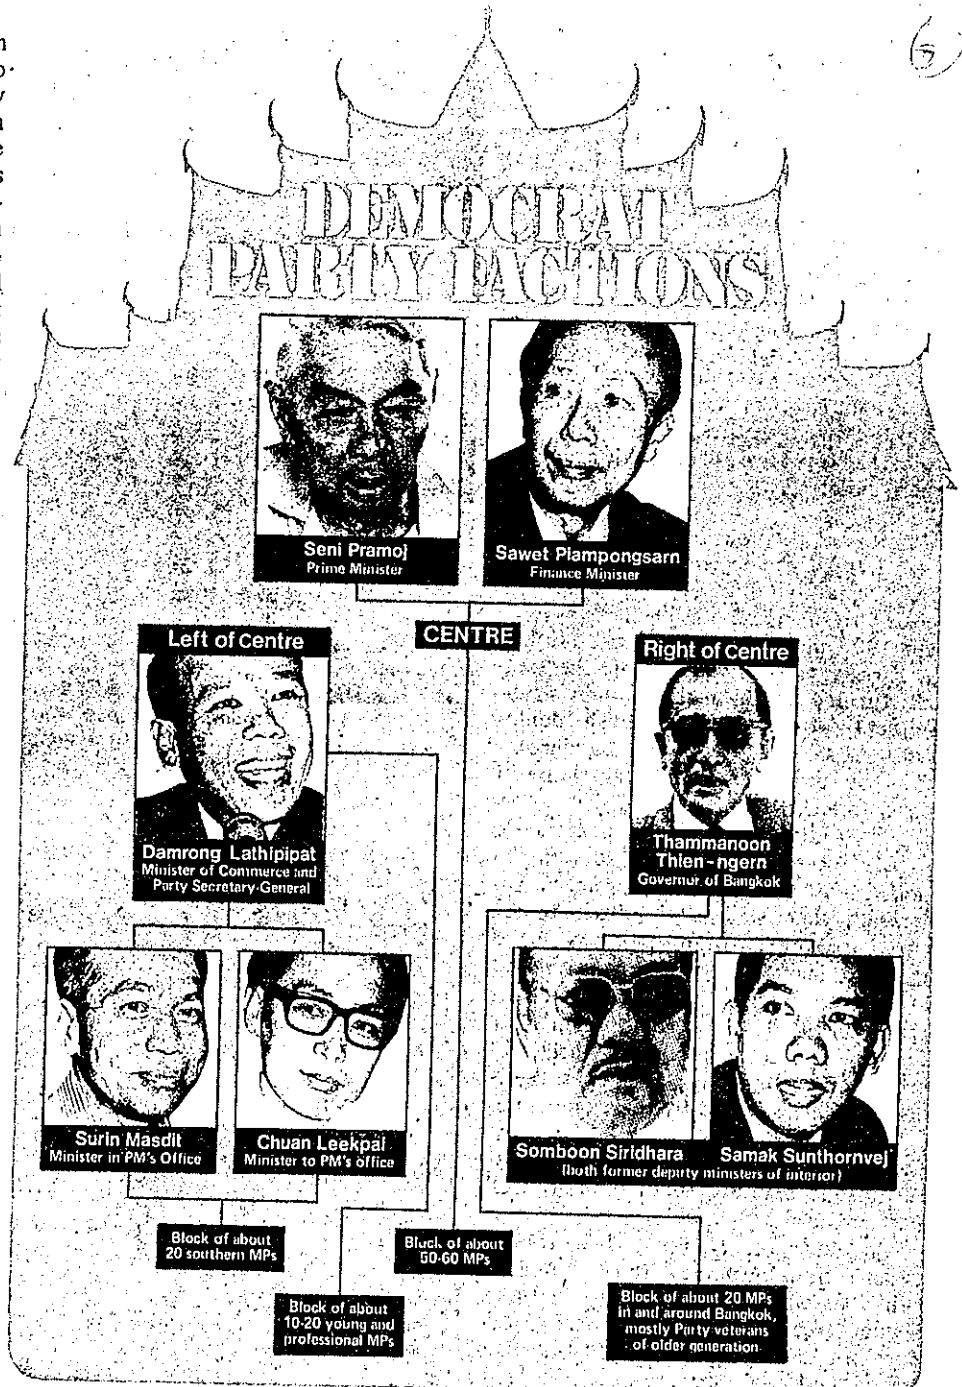 5
DEMOCRAT
PARTY FACTIONS
Seni Pramoj
Prime Minister
Sawet Piampongsarn
Finance Minister
CENTRE
Left of Centre
Right of Centre
Damrong Lathipipat
Minister of Commerce and
Party Secretary-General
Thammanoon
Thien-ngern
Governor of Bangkok
Surin Masdit
Minister in PM's Office
Chuan Leekpai
Minister to PM's office
Somboon Siridhara
Samak Sunthornvej
(both former deputy ministers of interior)
Block of about
20 southern MPs
Block of about
50-60 MPs
Block of about
10-20 young and
professional MPs
Block of about 20 MPs
in and around Bangkok,
mostly Party veterans
of older generation